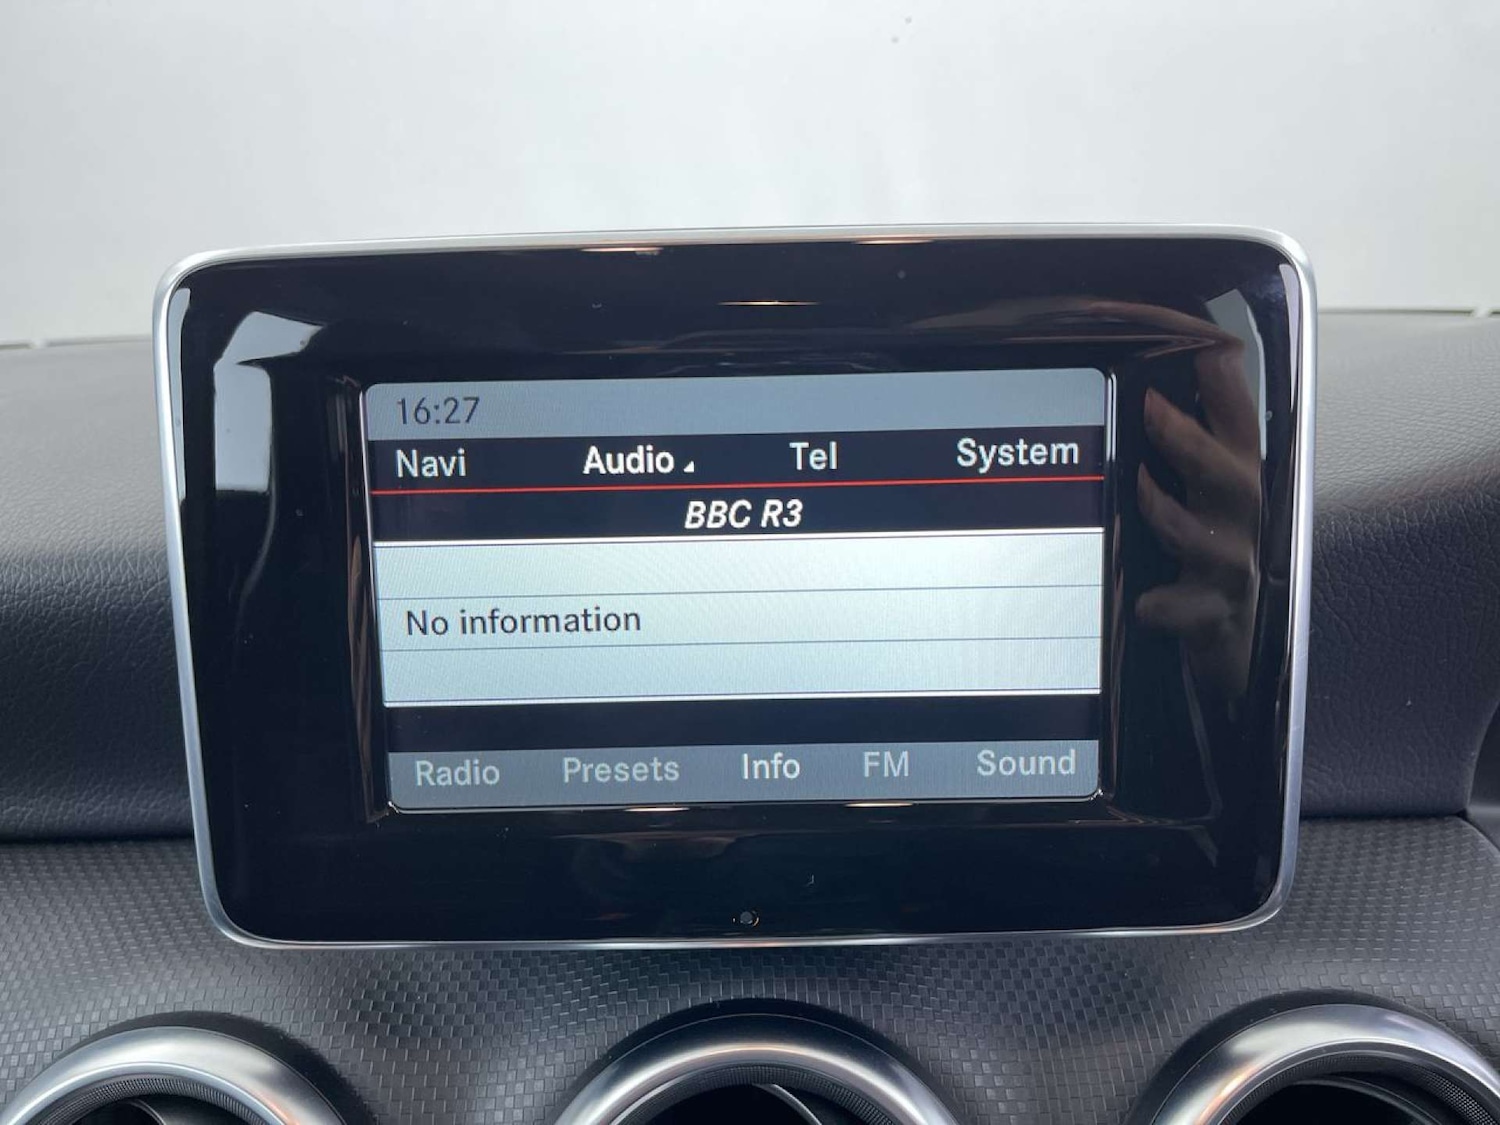 16:27
Navi Audio Tel System
BBC R3
No information
Radio Presets Info FM Sound